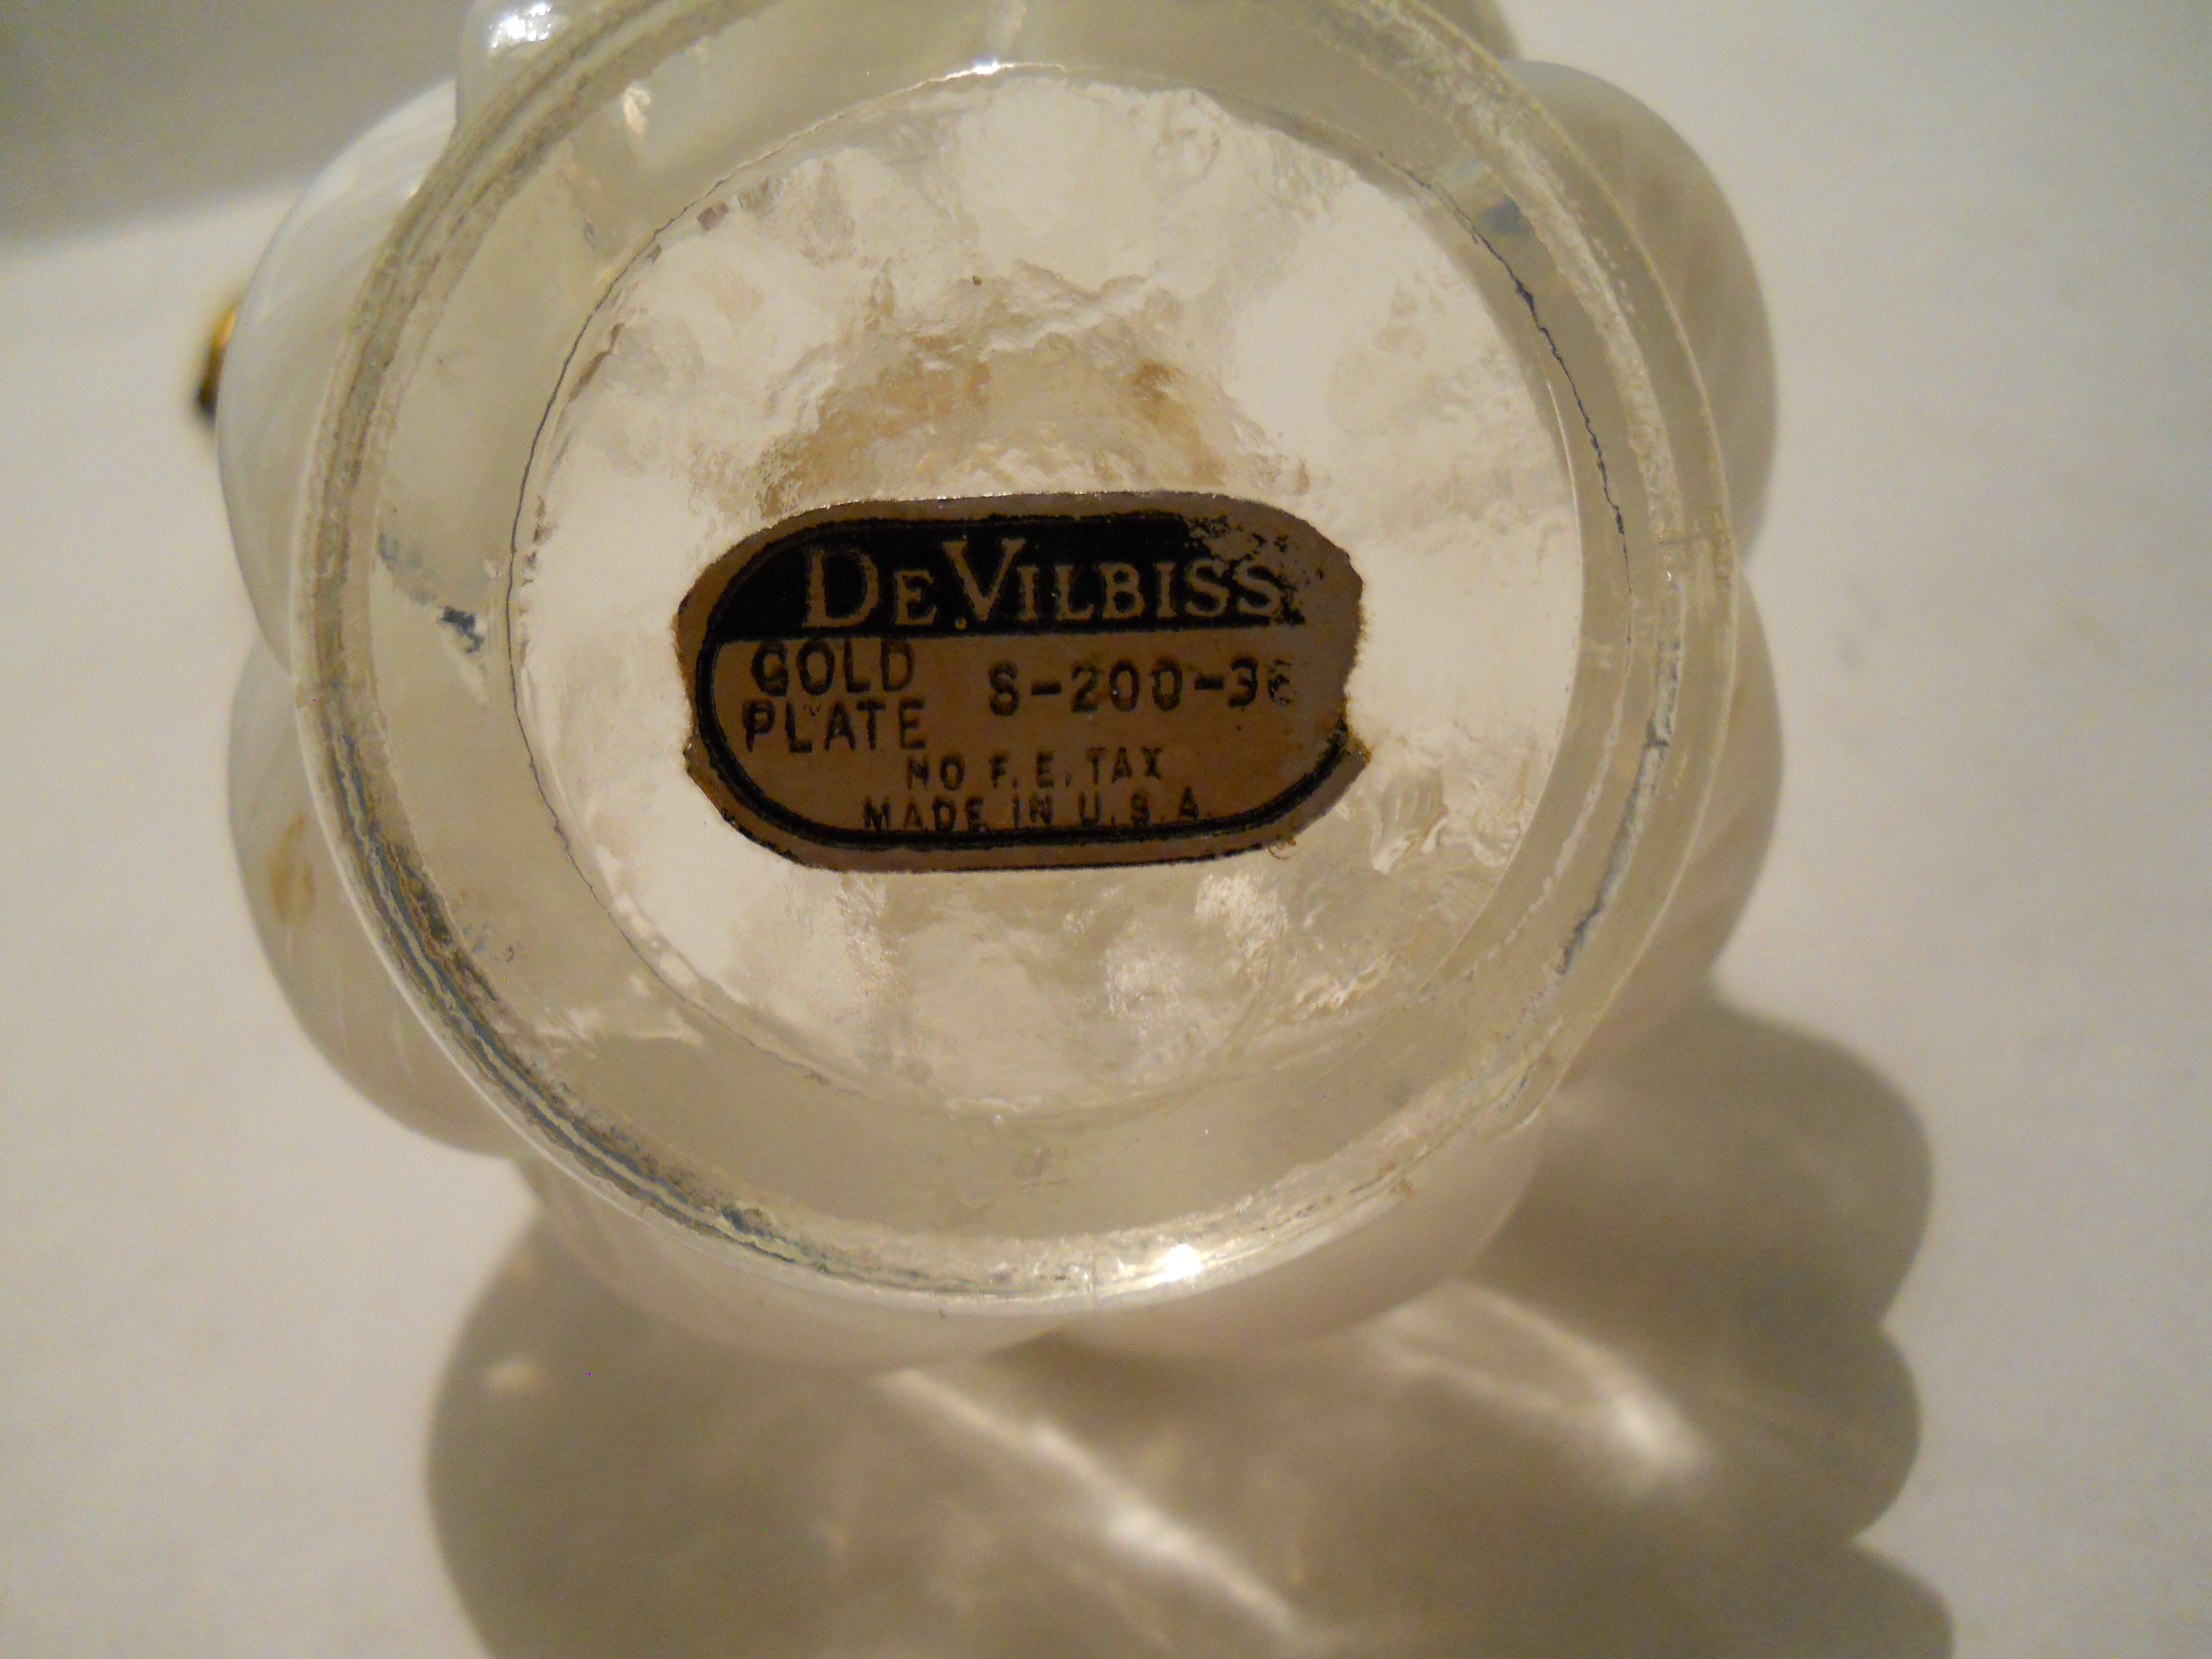 DEVILBISS
GOLD
PLATE
NO F. E. TAX
MADE IN U. S. A.